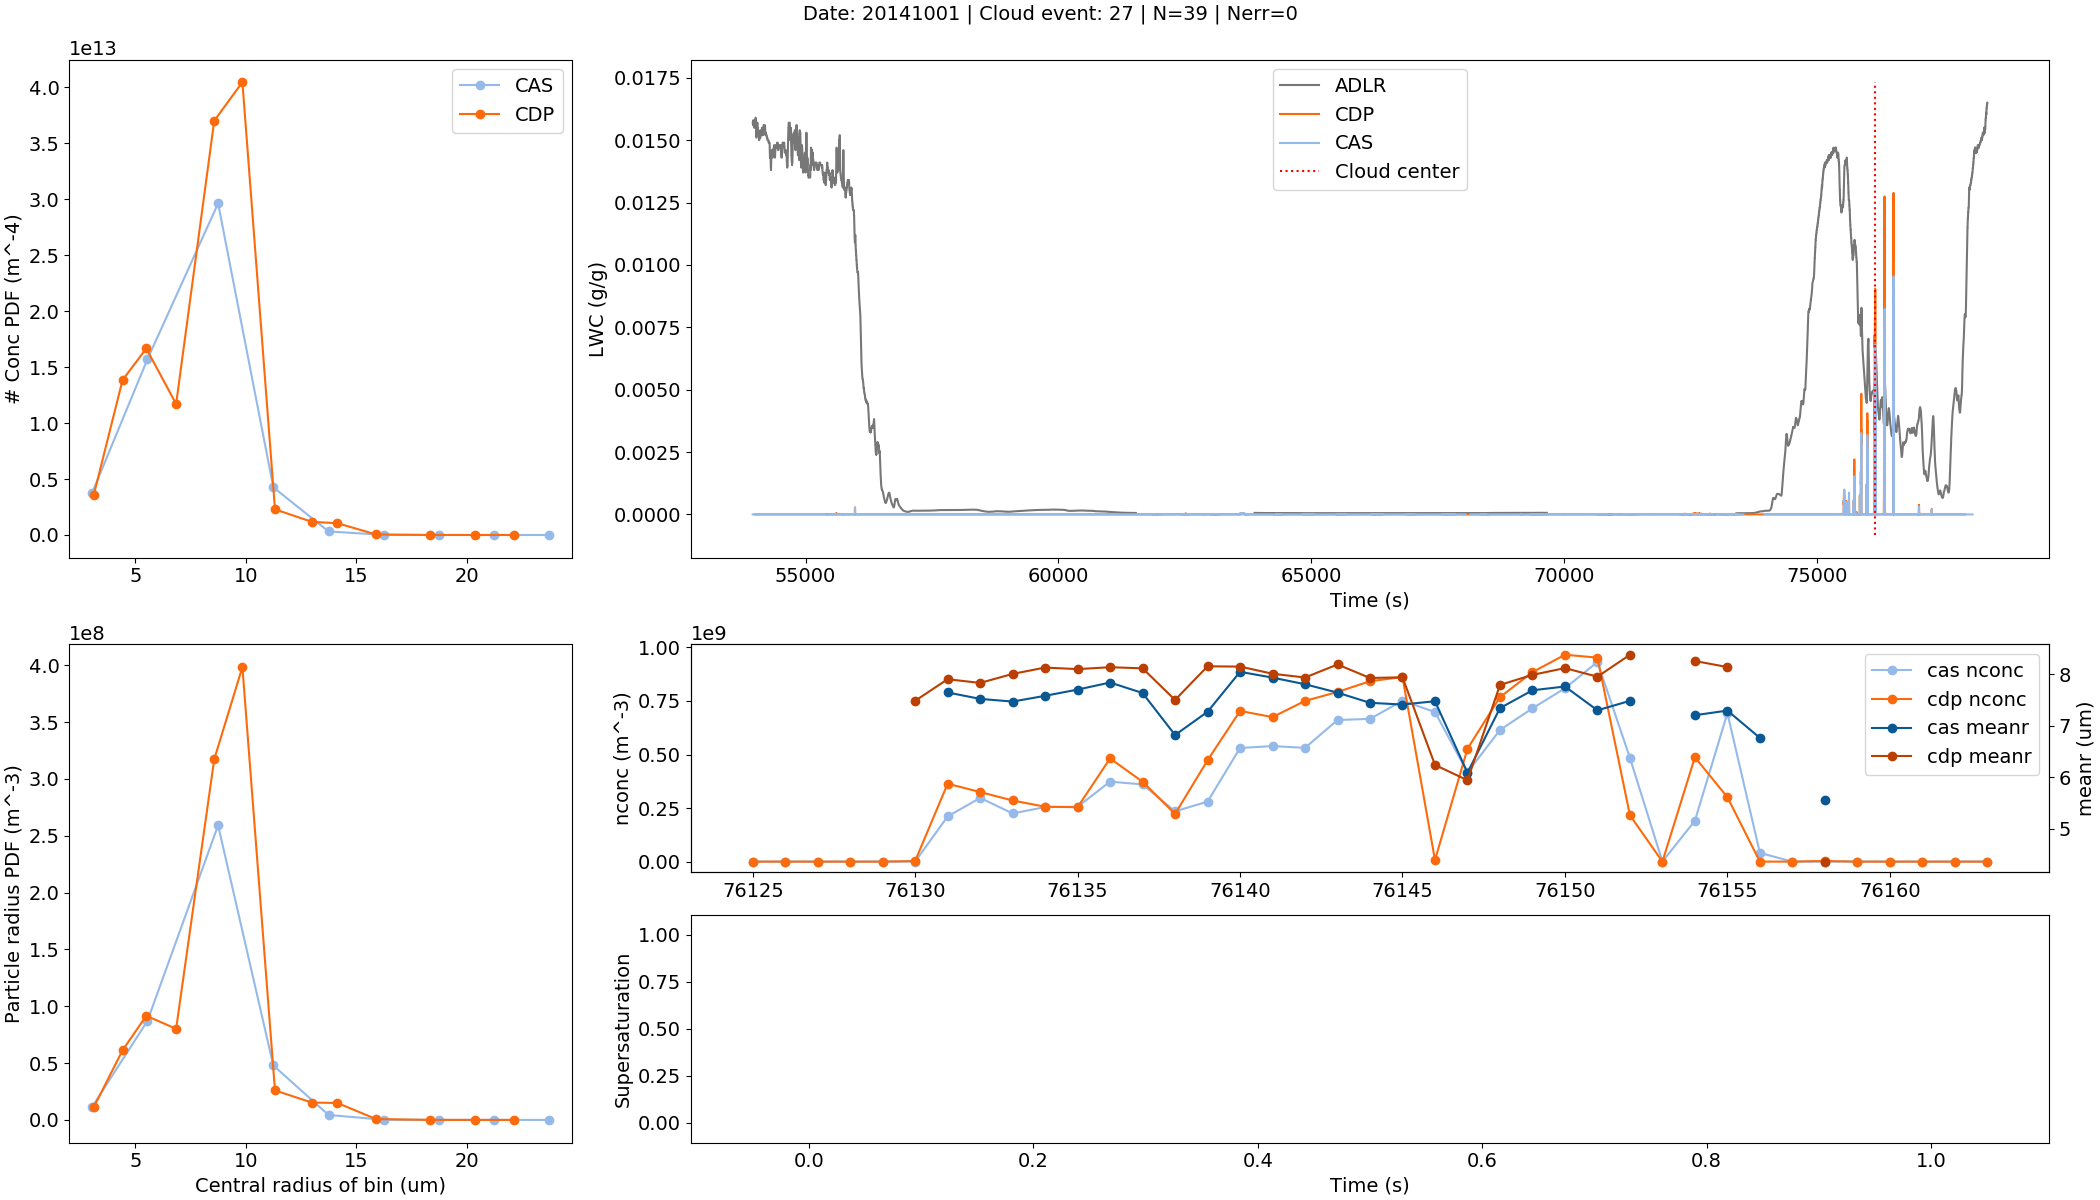 Date: 20141001 | Cloud event: 27 | N=39 | Nerr=0
1e13
4.0
3.5
3.0
2.5
2.0
1.5
1.0
0.5
0.0
# Conc PDF (m^-4)
CAS
CDP
5 10 15 20
0.0175
0.0150
0.0125
0.0100
0.0075
0.0050
0.0025
0.0000
LWC (g/g)
ADLR
CDP
CAS
Cloud center
55000 60000 65000 70000 75000
Time (s)
1e8
4.0
3.5
3.0
2.5
2.0
1.5
1.0
0.5
0.0
Particle radius PDF (m^-3)
5 10 15 20
Central radius of bin (um)
1e9
1.00
0.75
0.50
0.25
0.00
nconc (m^-3)
cas nconc
cdp nconc
cas meanr
cdp meanr
8
7
6
5
meanr (um)
76125 76130 76135 76140 76145 76150 76155 76160
1.00
0.75
0.50
0.25
0.00
Supersaturation
0.0 0.2 0.4 0.6 0.8 1.0
Time (s)